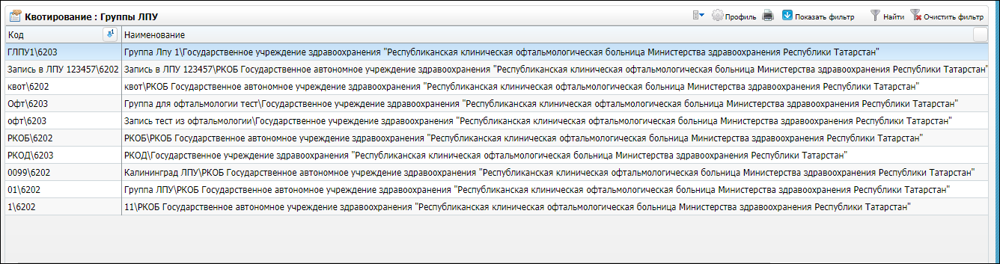 Квотирование : Группы ЛПУ
Профиль Показать фильтр Найти Очистить фильтр
Код Наименование
ГЛПУ1\6203 Группа Лпу 1\Государственное учреждение здравоохранения "Республиканская клиническая офтальмологическая больница Министерства здравоохранения Республики Татарстан"
Запись в ЛПУ 123457\6202 Запись в ЛПУ 123457\РКОБ Государственное автономное учреждение здравоохранения "Республиканская клиническая офтальмологическая больница Министерства здравоохранения Республики Татарстан"
квот\6202 квот\РКОБ Государственное автономное учреждение здравоохранения "Республиканская клиническая офтальмологическая больница Министерства здравоохранения Республики Татарстан"
Офт\6203 Группа для офтальмологии тест\Государственное учреждение здравоохранения "Республиканская клиническая офтальмологическая больница Министерства здравоохранения Республики Татарстан"
офт\6203 Запись тест из офтальмологии\Государственное учреждение здравоохранения "Республиканская клиническая офтальмологическая больница Министерства здравоохранения Республики Татарстан"
РКОБ\6202 РКОБ\РКОБ Государственное автономное учреждение здравоохранения "Республиканская клиническая офтальмологическая больница Министерства здравоохранения Республики Татарстан"
РКОД\6203 РКОД\Государственное учреждение здравоохранения "Республиканская клиническая офтальмологическая больница Министерства здравоохранения Республики Татарстан"
0099\6202 Калининград ЛПУ\РКОБ Государственное автономное учреждение здравоохранения "Республиканская клиническая офтальмологическая больница Министерства здравоохранения Республики Татарстан"
01\6202 Группа ЛПУ\РКОБ Государственное автономное учреждение здравоохранения "Республиканская клиническая офтальмологическая больница Министерства здравоохранения Республики Татарстан"
1\6202 11\РКОБ Государственное автономное учреждение здравоохранения "Республиканская клиническая офтальмологическая больница Министерства здравоохранения Республики Татарстан"